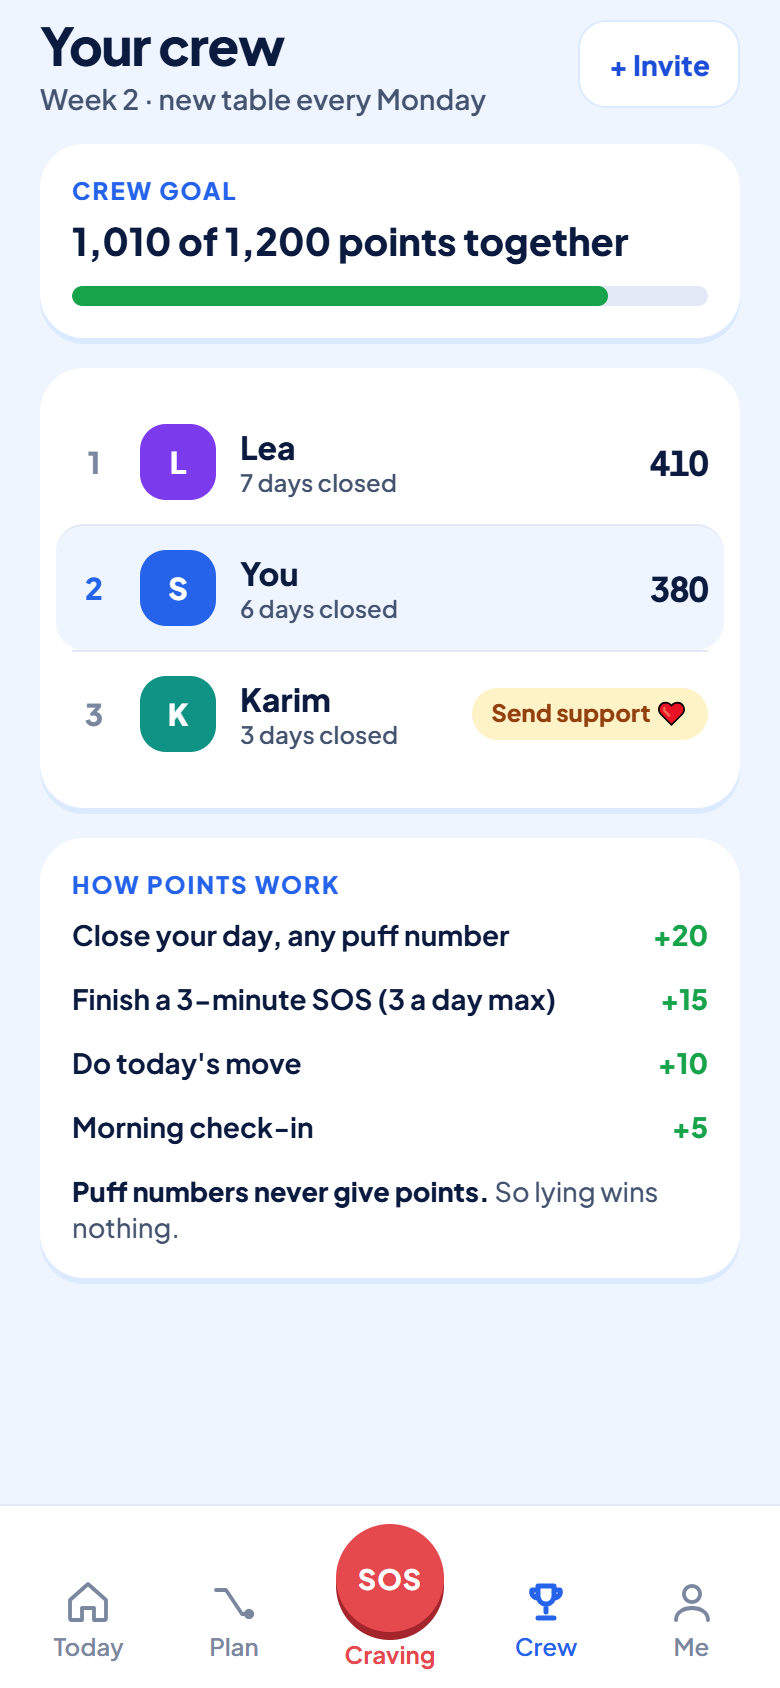 Your crew
+ Invite
Week 2 · new table every Monday
CREW GOAL
1,010 of 1,200 points together
1
L
Lea
7 days closed
410
2
S
You
6 days closed
380
3
K
Karim
3 days closed
Send support ❤️
HOW POINTS WORK
Close your day, any puff number +20
Finish a 3-minute SOS (3 a day max) +15
Do today's move +10
Morning check-in +5
Puff numbers never give points. So lying wins
nothing.
SOS
Today
Plan
Craving
Crew
Me